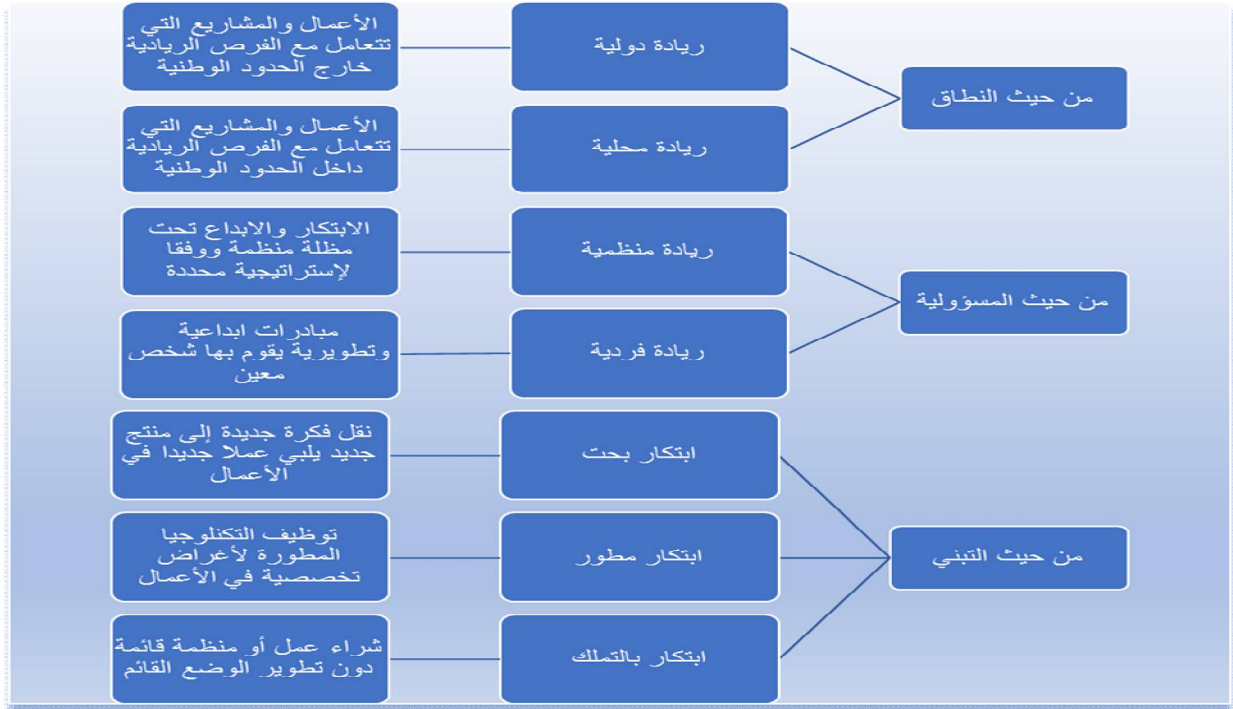 من حيث النطاق
ريادة دولية
الأعمال والمشاريع التي
تتعامل مع الفرص الريادية
خارج الحدود الوطنية
ريادة محلية
الأعمال والمشاريع التي
تتعامل مع الفرص الريادية
داخل الحدود الوطنية
من حيث المسؤولية
ريادة منظمية
الابتكار والابداع تحت
مظلة منظمة ووفقا
لإستراتيجية محددة
ريادة فردية
مبادرات ابداعية
وتطويرية يقوم بها شخص
معين
من حيث التبني
ابتكار بحت
نقل فكرة جديدة إلى منتج
جديد يلبي عملا جديدا في
الأعمال
ابتكار مطور
توظيف التكنلوجيا
المطورة لأغراض
تخصصية في الأعمال
ابتكار بالتملك
شراء عمل أو منظمة قائمة
دون تطوير الوضع القائم